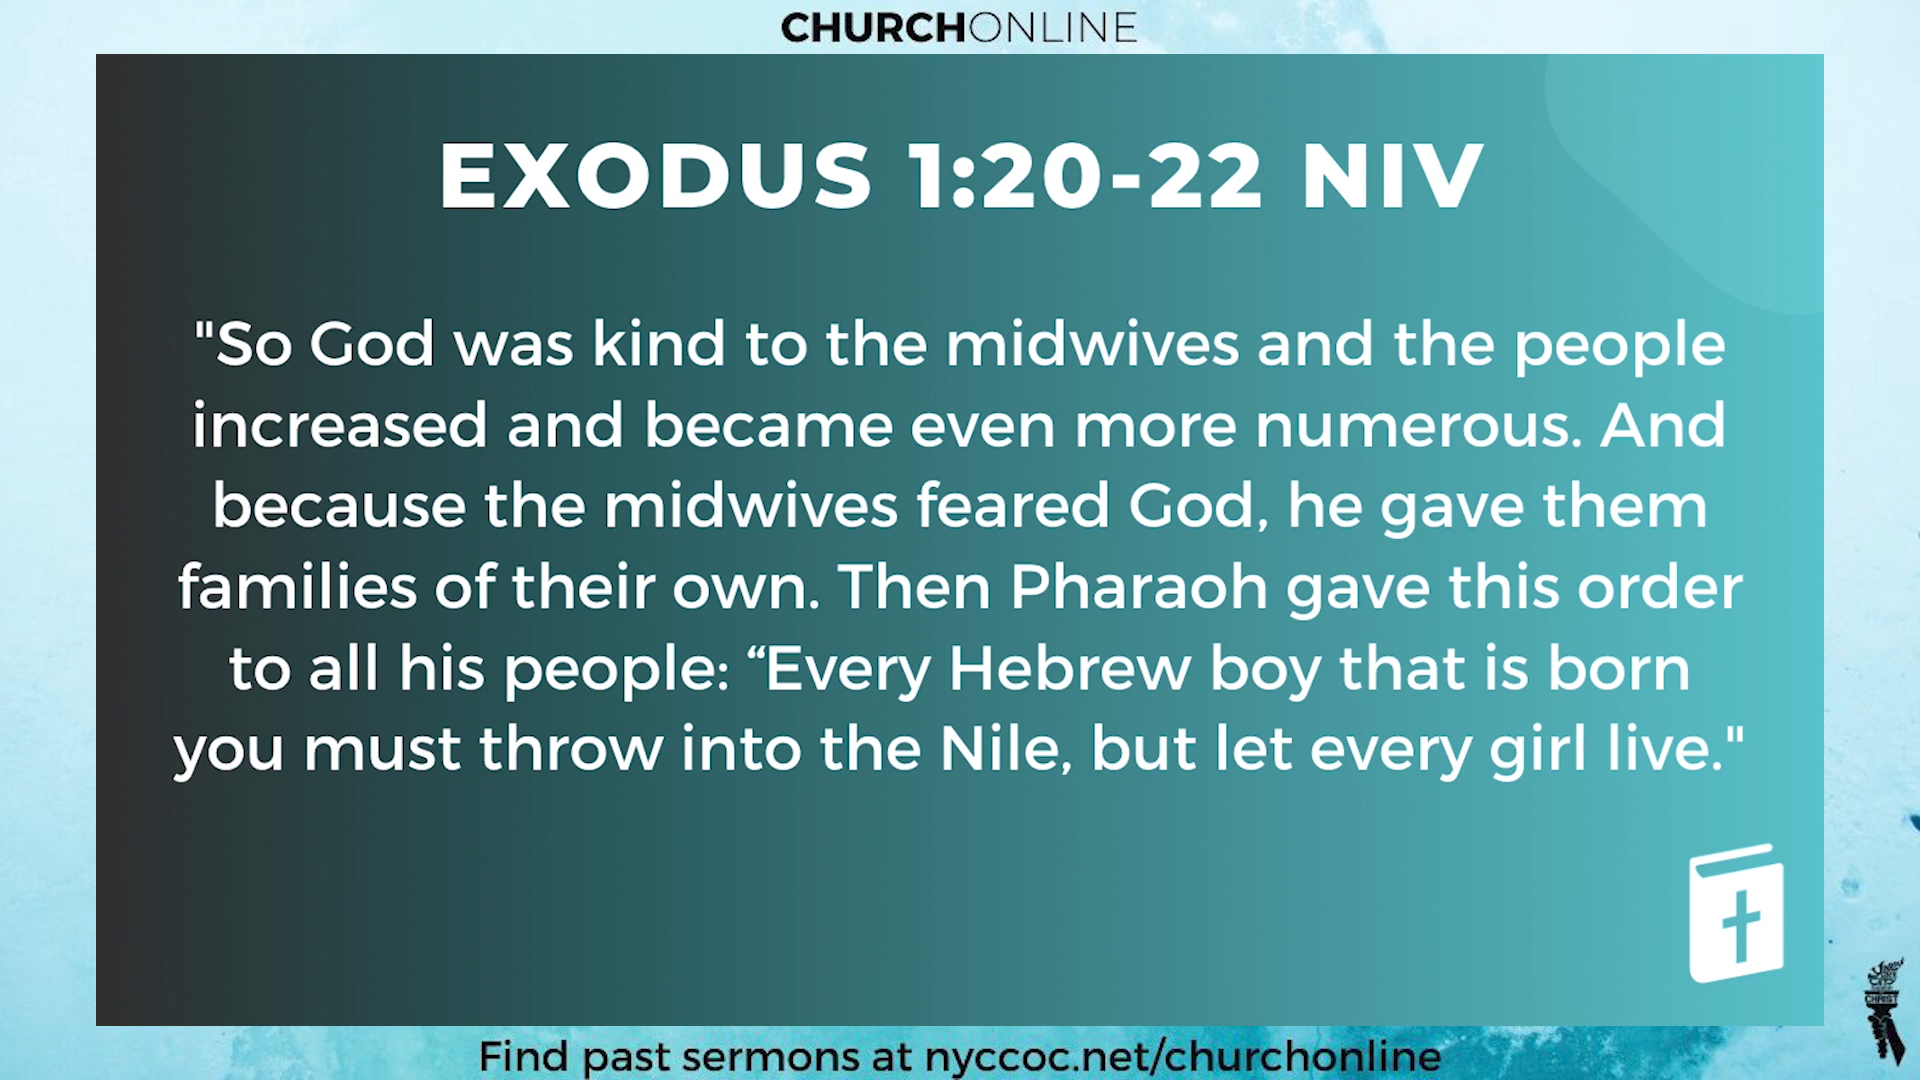 CHURCHONLINE
EXODUS 1:20-22 NIV
"So God was kind to the midwives and the people
increased and became even more numerous. And
because the midwives feared God, he gave them
families of their own. Then Pharaoh gave this order
to all his people: “Every Hebrew boy that is born
you must throw into the Nile, but let every girl live."
CHRIST
Find past sermons at nyccoc.net/churchonline